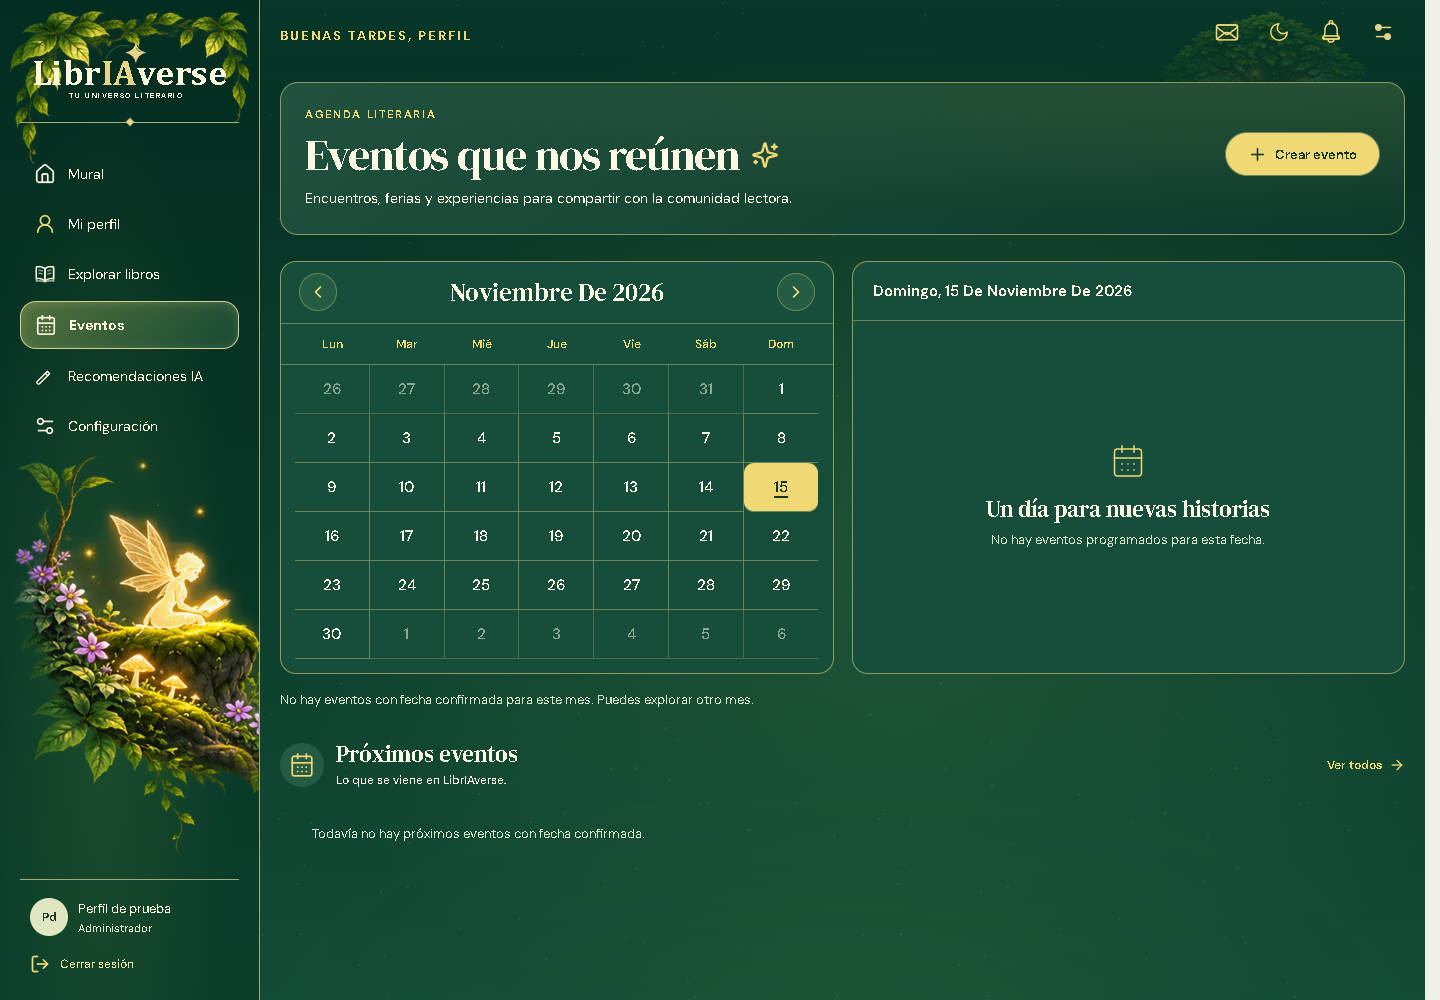 LibrIAverse
TU UNIVERSO LITERARIO
Mural
Mi perfil
Explorar libros
Eventos
Recomendaciones IA
Configuración
Pd
Perfil de prueba
Administrador
Cerrar sesión
BUENAS TARDES, PERFIL
AGENDA LITERARIA
Eventos que nos reúnen
Encuentros, ferias y experiencias para compartir con la comunidad lectora.
Crear evento
Noviembre De 2026
Lun Mar Mié Jue Vie Sáb Dom
26 27 28 29 30 31 1
2 3 4 5 6 7 8
9 10 11 12 13 14 15
16 17 18 19 20 21 22
23 24 25 26 27 28 29
30 1 2 3 4 5 6
Domingo, 15 De Noviembre De 2026
Un día para nuevas historias
No hay eventos programados para esta fecha.
No hay eventos con fecha confirmada para este mes. Puedes explorar otro mes.
Próximos eventos
Lo que se viene en LibrIAverse.
Ver todos
Todavía no hay próximos eventos con fecha confirmada.